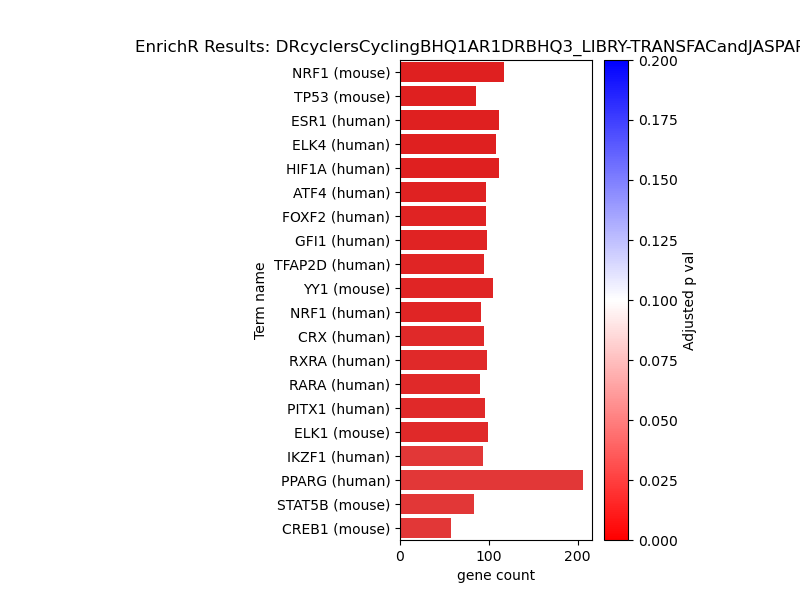 EnrichR Results: DRcyclersCyclingBHQ1AR1DRBHQ3_LIBRY-TRANSFACandJASPAR
NRF1 (mouse)
TP53 (mouse)
ESR1 (human)
ELK4 (human)
HIF1A (human)
ATF4 (human)
FOXF2 (human)
GFI1 (human)
TFAP2D (human)
YY1 (mouse)
NRF1 (human)
CRX (human)
RXRA (human)
RARA (human)
PITX1 (human)
ELK1 (mouse)
IKZF1 (human)
PPARG (human)
STAT5B (mouse)
CREB1 (mouse)
Term name
0 100 200
gene count
0.200
0.175
0.150
0.125
0.100
0.075
0.050
0.025
0.000
Adjusted p val